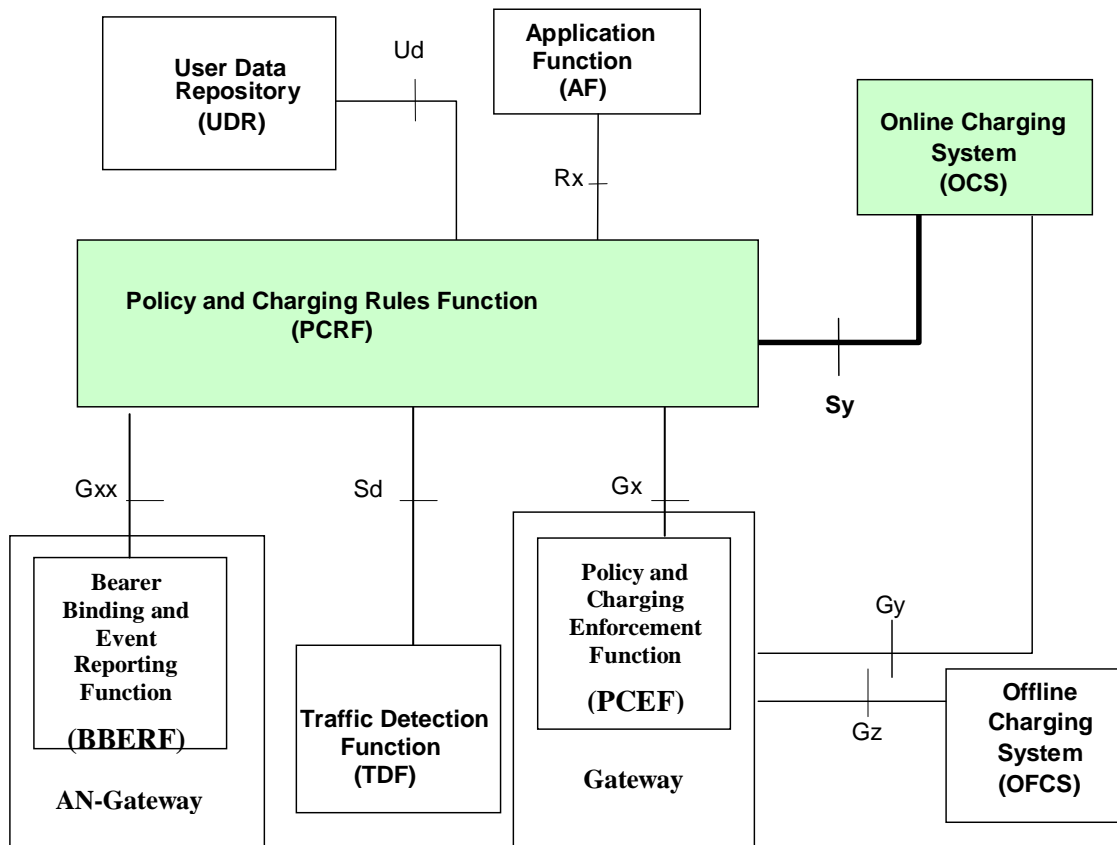 User Data
Repository
(UDR)
Ud
Application
Function
(AF)
Rx
Online Charging
System
(OCS)
Policy and Charging Rules Function
(PCRF)
Sy
Gxx
Sd
Gx
Bearer
Binding and
Event
Reporting
Function
(BBERF)
AN-Gateway
Traffic Detection
Function
(TDF)
Policy and
Charging
Enforcement
Function
(PCEF)
Gateway
Gy
Gz
Offline
Charging
System
(OFCS)